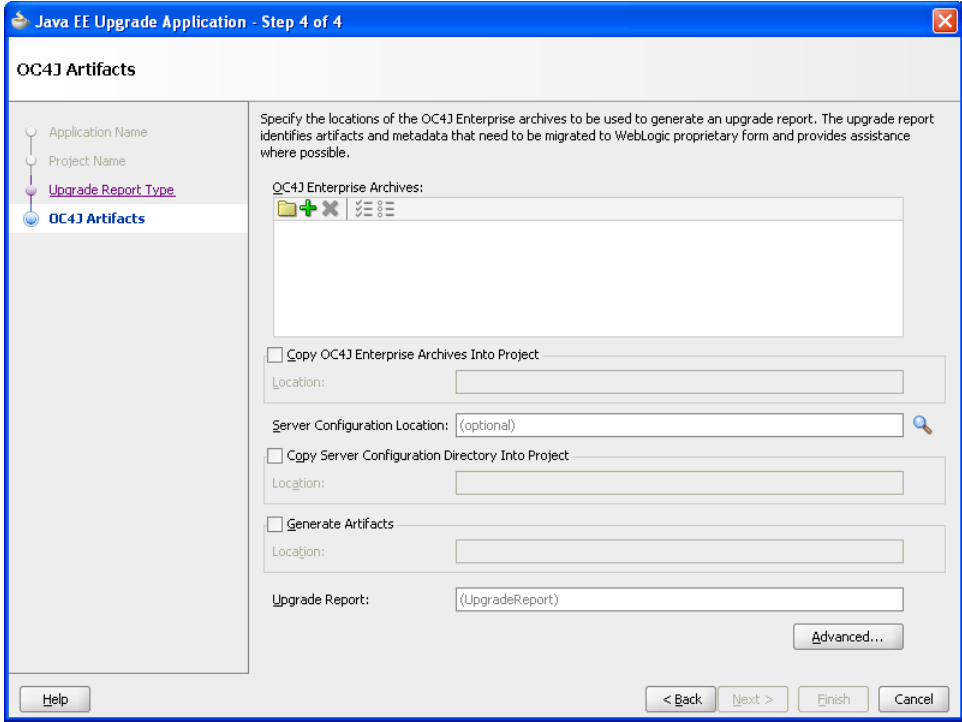 Java EE Upgrade Application - Step 4 of 4
OC4J Artifacts
Application Name
Project Name
Upgrade Report Type
OC4J Artifacts
Specify the locations of the OC4J Enterprise archives to be used to generate an upgrade report. The upgrade report
identifies artifacts and metadata that need to be migrated to WebLogic proprietary form and provides assistance
where possible.
OC4J Enterprise Archives:
Copy OC4J Enterprise Archives Into Project
Location:
Server Configuration Location: (optional)
Copy Server Configuration Directory Into Project
Location:
Generate Artifacts
Location:
Upgrade Report: (UpgradeReport)
Advanced...
Help < Back Next > Finish Cancel